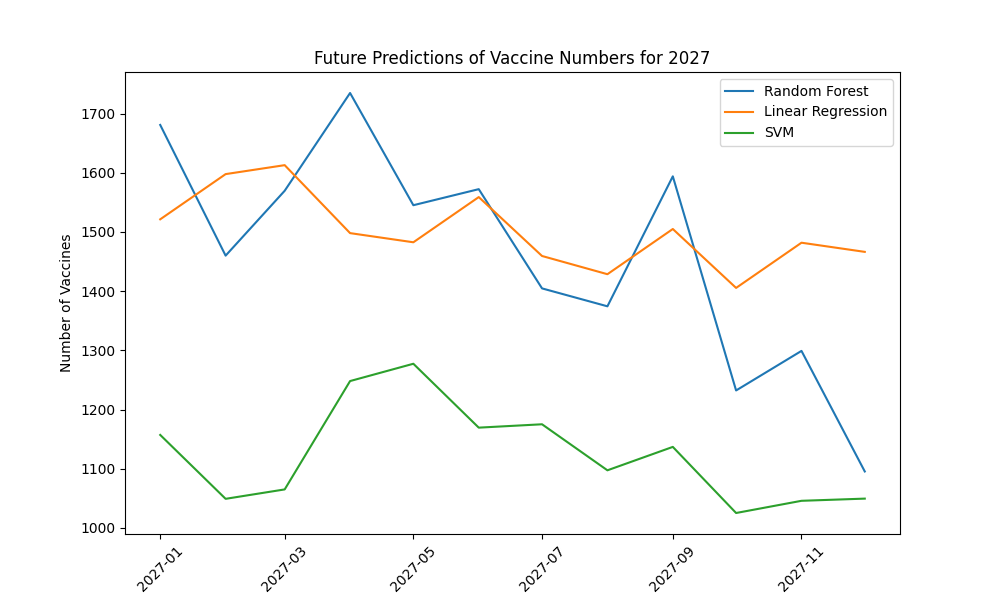 Future Predictions of Vaccine Numbers for 2027
Random Forest
Linear Regression
SVM
Number of Vaccines
1700
1600
1500
1400
1300
1200
1100
1000
2027-01
2027-03
2027-05
2027-07
2027-09
2027-11